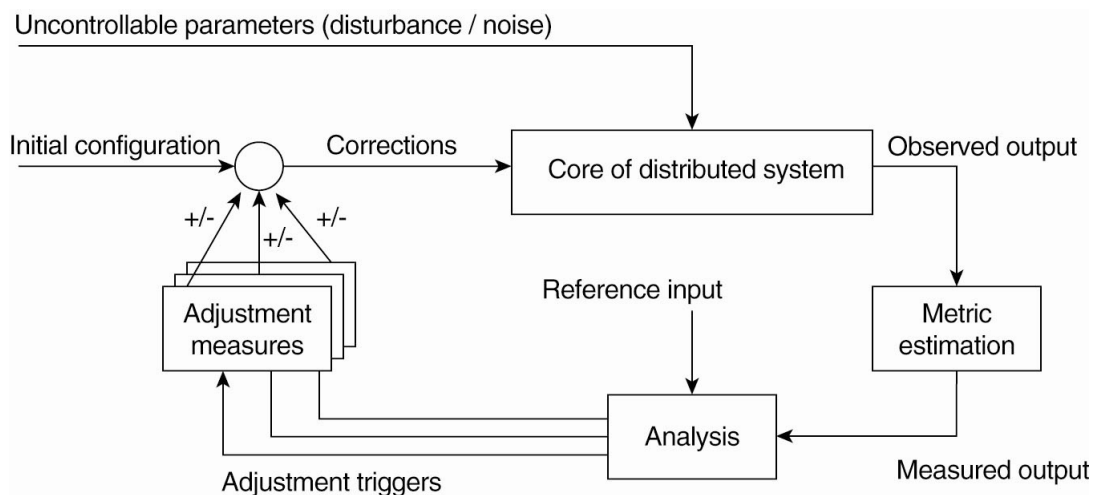 Uncontrollable parameters (disturbance / noise)
Initial configuration
Corrections
Core of distributed system
Observed output
+/-
+/-
+/-
Reference input
Adjustment
measures
Metric
estimation
Analysis
Adjustment triggers
Measured output